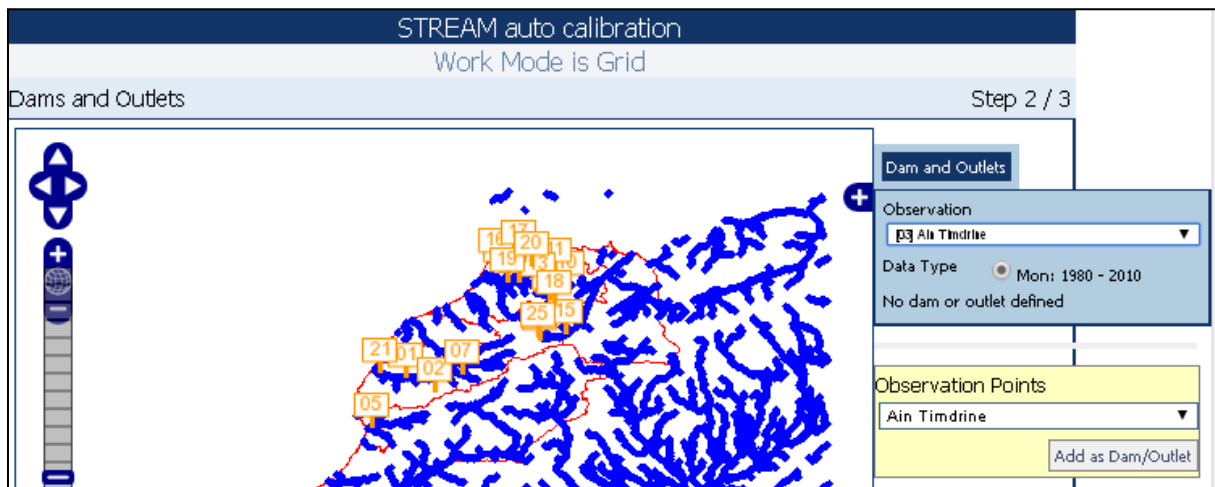 STREAM auto calibration
Work Mode is Grid
Dams and Outlets Step 2 / 3
Dam and Outlets
Observation
[03] Ain Timdrine
Data Type Mon: 1980 - 2010
No dam or outlet defined
Observation Points
Ain Timdrine
Add as Dam/Outlet
16
17
20
11
19
3
10
18
25
15
21
01
02
07
05